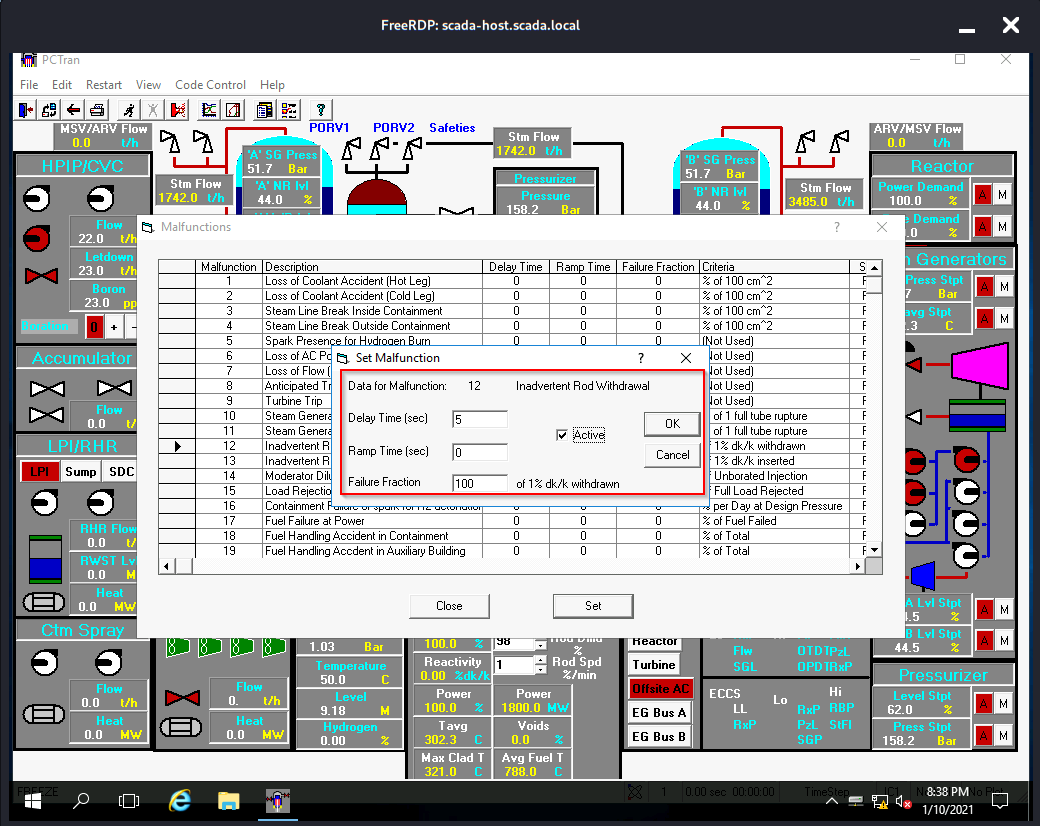 FreeRDP: scada-host.scada.local
PCTran
File Edit Restart View Code Control Help
MSV/ARV Flow
0.0 t/h
PORV1 PORV2 Safeties
Stm Flow
1742.0 t/h
ARV/MSV Flow
0.0 t/h
HPIP/CVC
'A' SG Press
51.7 Bar
'A' NR lvl
44.0 %
Stm Flow
1742.0 t/h
Pressurizer
Pressure
158.2 Bar
'B' SG Press
51.7 Bar
'B' NR lvl
44.0 %
Stm Flow
3485.0 t/h
Reactor
Power Demand
100.0 %
A M
Demand
.0 %
A M
Flow
22.0 t/h
Letdown
23.0 t/h
Boron
23.0 pp
0 + -
Generators
Press Stpt
7 Bar
A M
avg Stpt
.3 C
A M
Malfunctions
Malfunction Description Delay Time Ramp Time Failure Fraction Criteria S
1 Loss of Coolant Accident (Hot Leg) 0 0 0 % of 100 cm^2 F
2 Loss of Coolant Accident (Cold Leg) 0 0 0 % of 100 cm^2 F
3 Steam Line Break Inside Containment 0 0 0 % of 100 cm^2 F
4 Steam Line Break Outside Containment 0 0 0 % of 100 cm^2 F
5 Spark Presence for Hydrogen Burn 0 0 0 (Not Used) F
6 Loss of AC Po Not Used) F
7 Loss of Flow ( Not Used) F
8 Anticipated Tr Not Used) F
9 Turbine Trip Not Used) F
10 Steam Genera of 1 full tube rupture F
11 Steam Genera of 1 full tube rupture F
12 Inadvertent R 1% dk/k withdrawn F
13 Inadvertent R 1% dk/k inserted F
14 Moderator Dilu Unborated Injection F
15 Load Rejectio Full Load Rejected F
16 Containment Failure or spark for H2 detonation % per Day at Design Pressure F
17 Fuel Failure at Power 0 0 0 % of Fuel Failed F
18 Fuel Handling Accdent in Containment 0 0 0 % of Total F
19 Fuel Handling Accdent in Auxiliary Building 0 0 0 % of Total F
Close Set
Set Malfunction
Data for Malfunction: 12 Inadvertent Rod Withdrawal
Delay Time (sec) 5
Active
OK
Ramp Time (sec) 0
Cancel
Failure Fraction 100 of 1% dk/k withdrawn
Accumulator
Flow
0.0 t/
LPI/RHR
LPI Sump SDC
RHR Flow
0.0 t/
RWST Lv
0.0 M
Heat
0.0 MW
Ctm Spray
Flow
0.0 t/h
Heat
0.0 MW
Flow
0. t/h
Heat
0.0 MW
1.03 Bar
Temperature
50.0 C
Level
9.18 M
Hydrogen
0.00 %
100.0 %
Reactivity
0.00 %dk/k
Power
100.0 %
Tavg
302.3 C
Max Clad T
321.0 C
98 Rod Dmd
%
1 Rod Spd
%/min
Power
1800.0 MW
Voids
0.0 %
Avg Fuel T
788.0 C
Reactor
Turbine
Offsite AC
EG Bus A
EG Bus B
Flw
SGL
OTDT PzL
OPDT RxP
ECCS
LL
RxP
Lo
RxP
PzL
SGP
Hi
RBP
StFl
A Lvl Stpt
4.5 %
A M
B Lvl Stpt
44.5 %
A M
Pressurizer
Level Stpt
62.0 %
A M
Press Stpt
158.2 Bar
A M
FREEZE
1 0.00 sec 00:00:00 TimeStep IC1
8:38 PM
1/10/2021